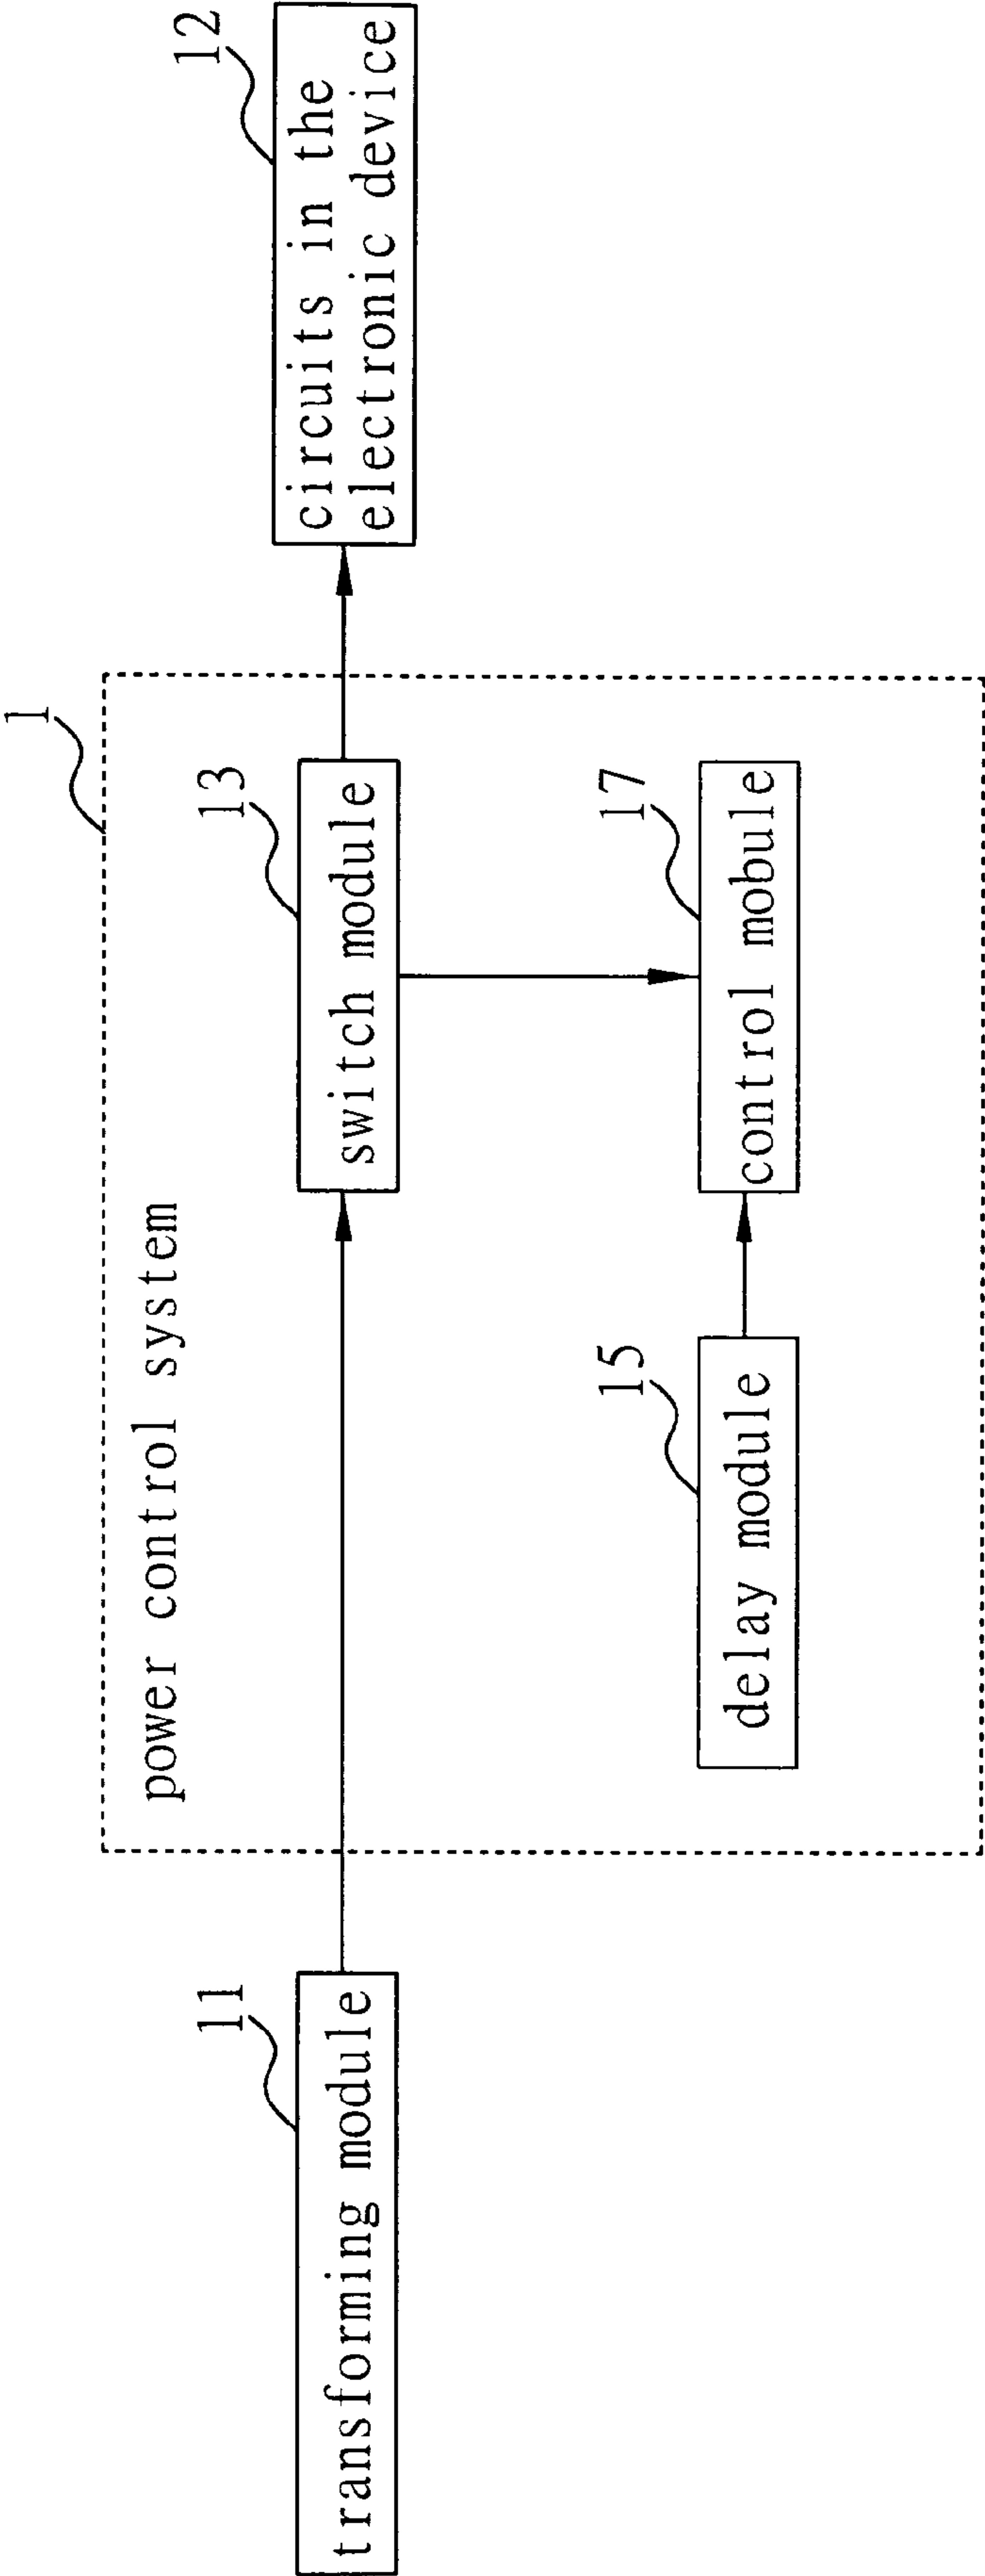 1
power control system
11
transforming module
13
switch module
12
circuits in the
electronic device
15
delay module
17
control mobule